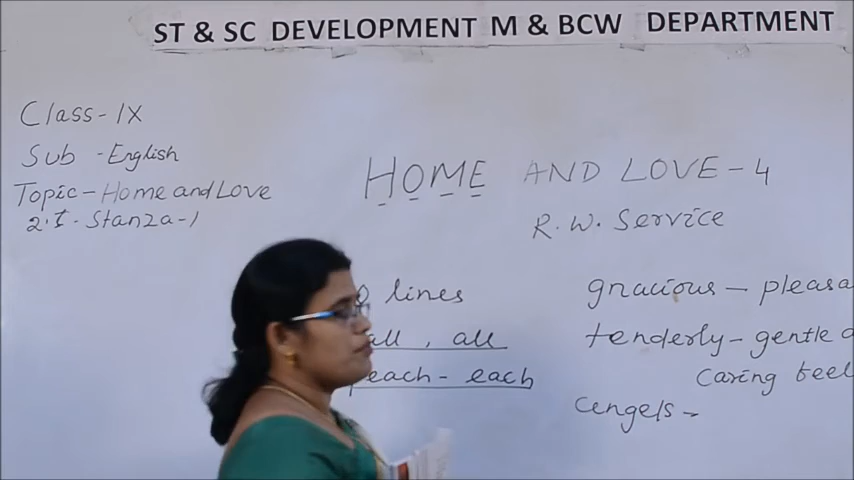 ST & SC DEVELOPMENT M & BCW DEPARTMENT
Class-IX
Sub - English
Topic - Home and Love
2. I - Stanza-1
HOME AND LOVE-4
R. W. Service
lines
all, all
each - each
gracious - pleasa
tenderly - gentle
Caring feel
angels -